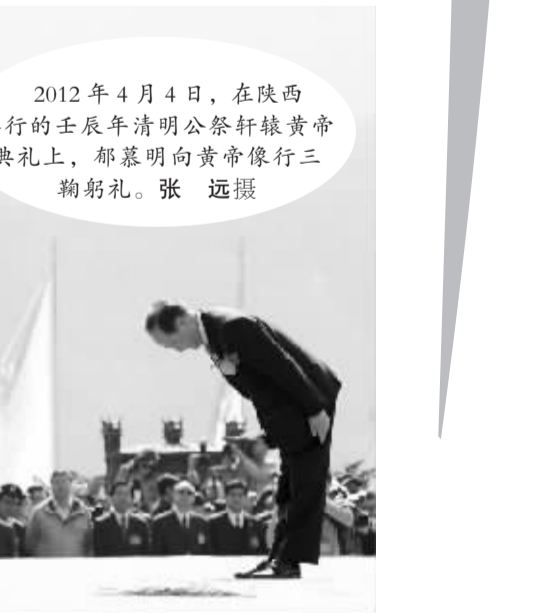 2012 年 4 月 4 日，在陕西
行的壬辰年清明公祭轩辕黄帝
典礼上，郁慕明向黄帝像行三
鞠躬礼。张　远摄